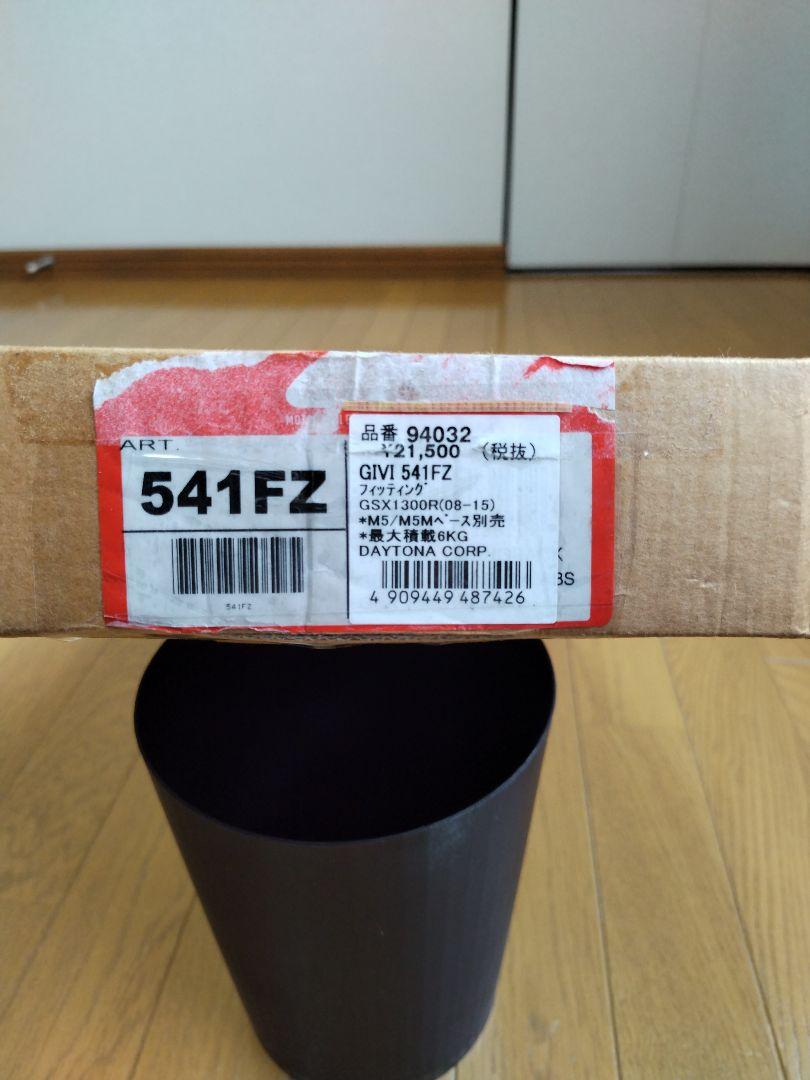 ART.
541FZ
541FZ
品番 94032
¥21,500 (税抜)
GIVI 541FZ
フィッティング
GSX1300R(08-15)
*M5/M5Mベース別売
*最大積載6KG
DAYTONA CORP.
4 909449 487426
K
BS